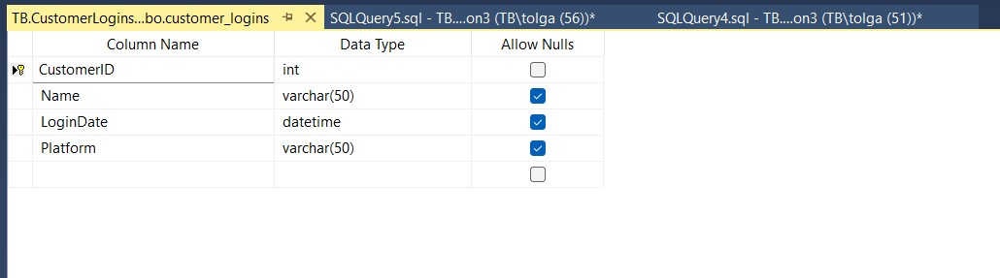 TB.CustomerLogins...bo.customer_logins SQLQuery5.sql - TB....on3 (TB\tolga (56))* SQLQuery4.sql - TB....on3 (TB\tolga (51))*
Column Name Data Type Allow Nulls
CustomerID int
Name varchar(50)
LoginDate datetime
Platform varchar(50)